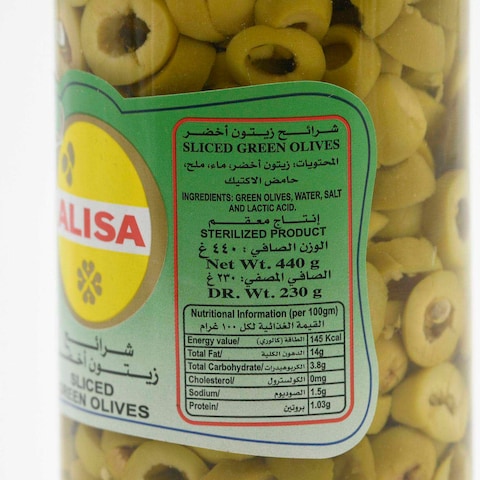 ALISA
شرائح
زيتون أخضر
SLICED
GREEN OLIVES
شرائح زيتون أخضر
SLICED GREEN OLIVES
المحتويات: زيتون أخضر، ماء، ملح،
حامض الاكتيك
INGREDIENTS: GREEN OLIVES, WATER, SALT
AND LACTIC ACID.
إنتاج معقم
STERILIZED PRODUCT
الوزن الصافي: ٤٤٠ غ
Net Wt. 440 g
الصافي المصفي: ٢٣٠ غ
DR. Wt. 230 g
Nutritional Information (per 100gm)
القيمة الغذائية لكل ١٠٠ غرام
Energy value/ الطاقة (كالوري) 145 Kcal
Total Fat/ الدهون الكلية 14g
Total Carbohydrate/ الكربوهيدرات 3.8g
Cholesterol/ الكولسترول 0mg
Sodium/ الصوديوم 1.5g
Protein/ بروتين 1.03g